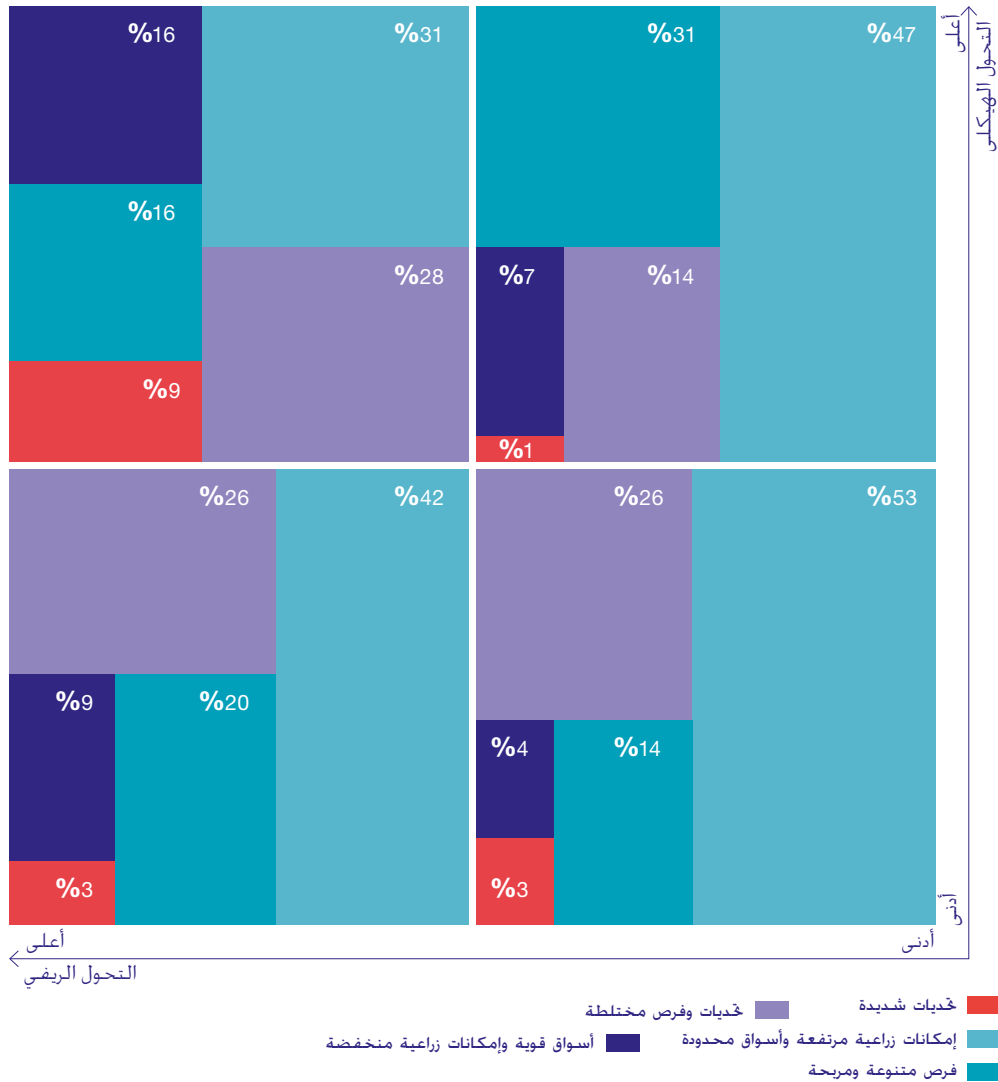 %47 %31 %31 %16
%16
%14 %7 %28
%9
%1
%53 %26 %42 %26
%20 %9
%14 %4
%3 %3
أعلى
التحول الهيكلي
أدنى
أدنى
أعلى
التحول الريفي
تحديات شديدة
تحديات وفرص مختلطة
إمكانات زراعية مرتفعة وأسواق محدودة
أسواق قوية وإمكانات زراعية منخفضة
فرص متنوعة ومربحة